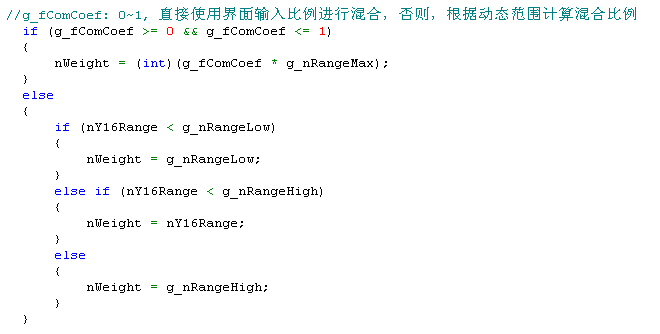 //g_fComCoef: 0~1, 直接使用界面输入比例进行混合，否则，根据动态范围计算混合比例
if (g_fComCoef >= 0 && g_fComCoef <= 1)
{
nWeight = (int)(g_fComCoef * g_nRangeMax);
}
else
{
if (nY16Range < g_nRangeLow)
{
nWeight = g_nRangeLow;
}
else if (nY16Range < g_nRangeHigh)
{
nWeight = nY16Range;
}
else
{
nWeight = g_nRangeHigh;
}
}